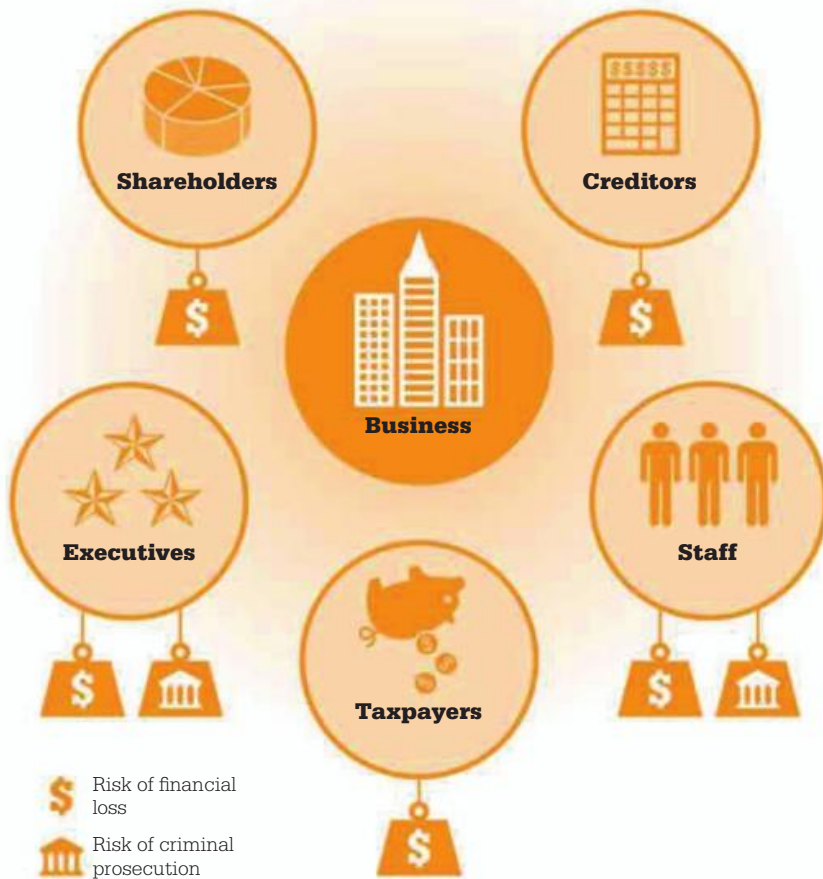 $$$$$
Shareholders
Creditors
$
$
Business
Executives
Staff
$
$
Taxpayers
$ Risk of financial
loss
Risk of criminal
prosecution
$